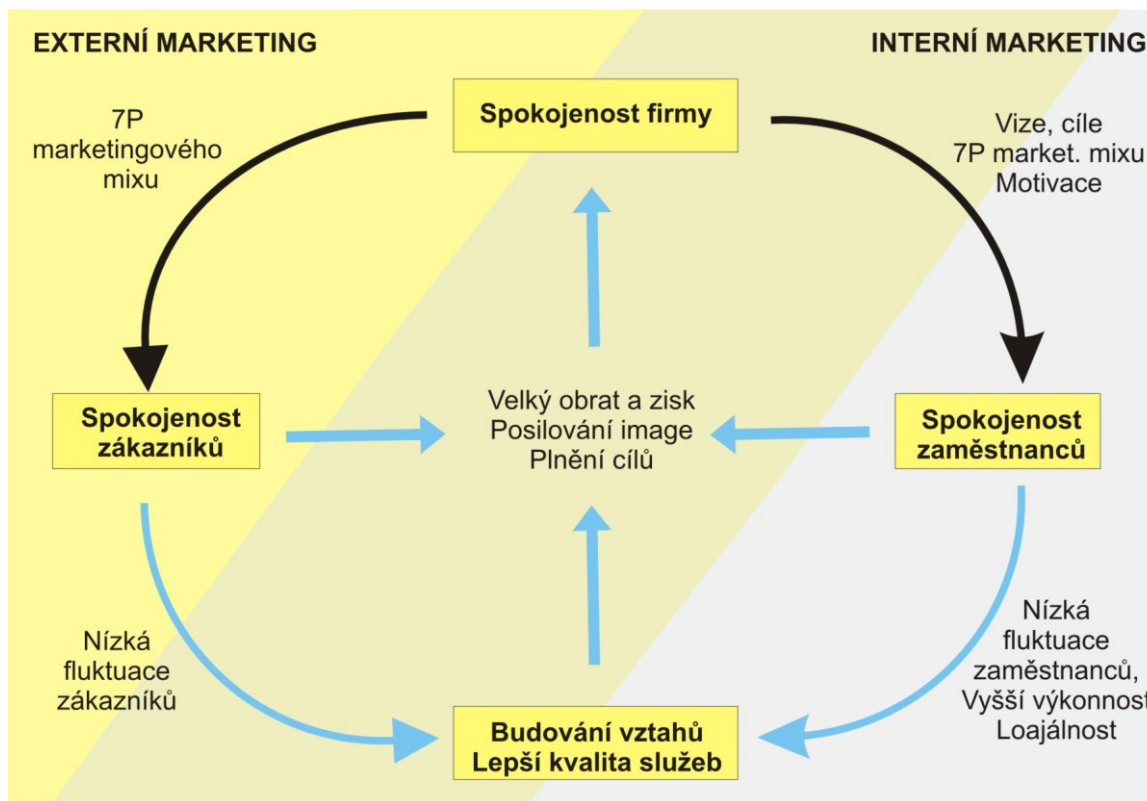 EXTERNÍ MARKETING
INTERNÍ MARKETING
Spokojenost firmy
7P
marketingového
mixu
Vize, cíle
7P market. mixu
Motivace
Spokojenost
zákazníků
Velký obrat a zisk
Posilování image
Plnění cílů
Spokojenost
zaměstnanců
Nízká
fluktuace
zákazníků
Nízká
fluktuace
zaměstnanců,
Vyšší výkonnost
Loajálnost
Budování vztahů
Lepší kvalita služeb